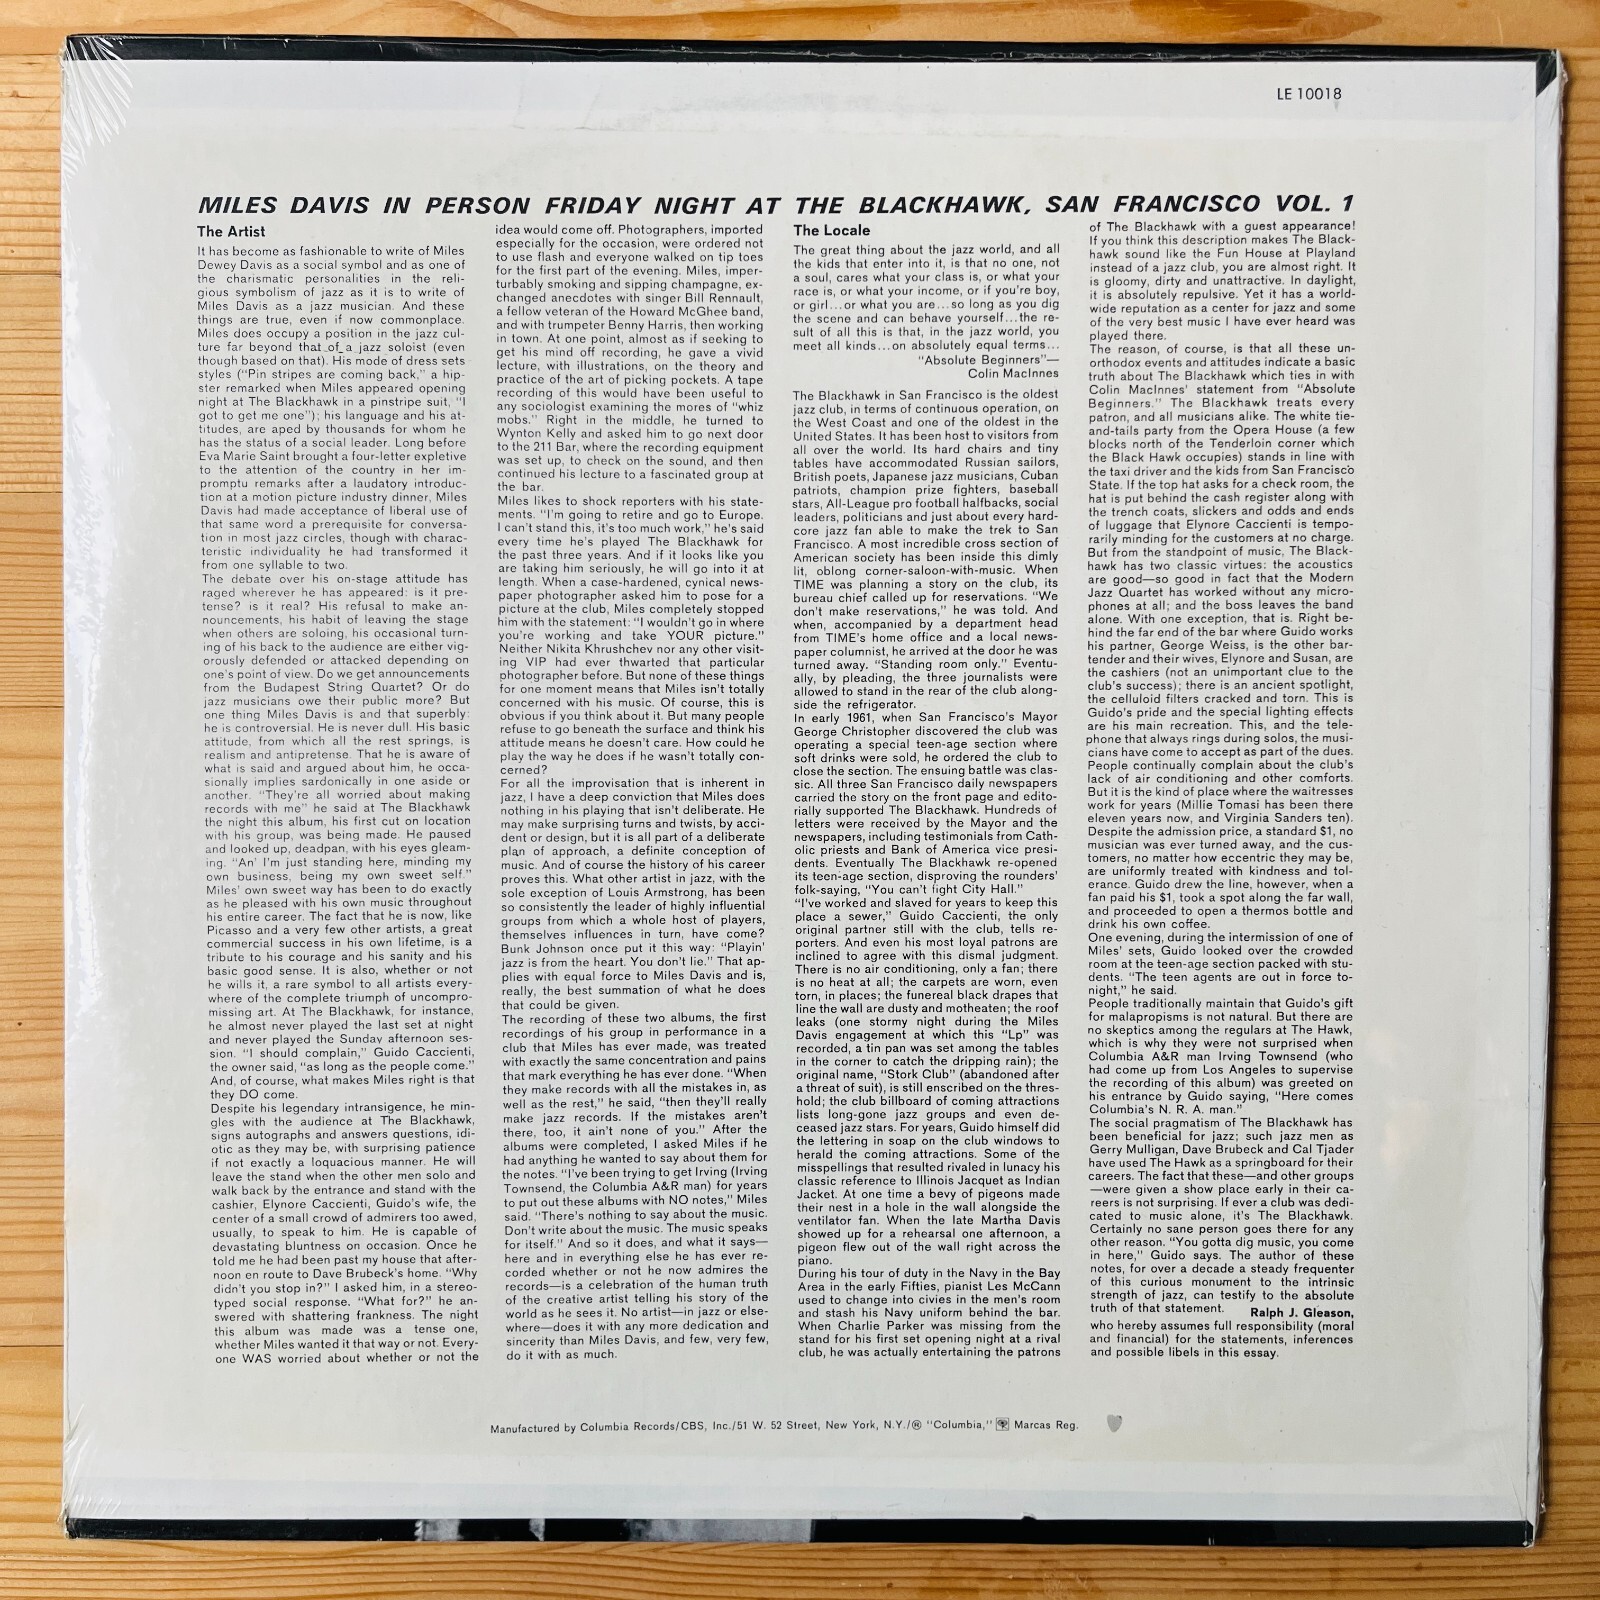 LE 10018
MILES DAVIS IN PERSON FRIDAY NIGHT AT THE BLACKHAWK, SAN FRANCISCO VOL. 1
The Artist
It has become as fashionable to write of Miles
Dewey Davis as a social symbol and as one of
the charismatic personalities in the reli-
gious symbolism of jazz as it is to write of
Miles Davis as a jazz musician. And these
things are true, even if now commonplace.
Miles does occupy a position in the jazz cul-
ture far beyond that of a jazz soloist (even
though based on that). His mode of dress sets
styles ("Pin stripes are coming back," a hip-
ster remarked when Miles appeared opening
night at The Blackhawk in a pinstripe suit, "I
got to get me one"); his language and his at-
titudes, are aped by thousands for whom he
has the status of a social leader. Long before
Eva Marie Saint brought a four-letter expletive
to the attention of the country in her im-
promptu remarks after a laudatory introduc-
tion at a motion picture industry dinner, Miles
Davis had made acceptance of liberal use of
that same word a prerequisite for conversa-
tion in most jazz circles, though with charac-
teristic individuality he had transformed it
from one syllable to two.
The debate over his on-stage attitude has
raged wherever he has appeared: is it pre-
tense? is it real? His refusal to make an-
nouncements, his habit of leaving the stage
when others are soloing, his occasional turn-
ing of his back to the audience are either vig-
orously defended or attacked depending on
one's point of view. Do we get announcements
from the Budapest String Quartet? Or do
jazz musicians owe their public more? But
one thing Miles Davis is and that superbly:
he is controversial. He is never dull. His basic
attitude, from which all the rest springs, is
realism and antipretense. That he is aware of
what is said and argued about him, he occa-
sionally implies sardonically in one aside or
another. "They're all worried about making
records with me" he said at The Blackhawk
the night this album, his first cut on location
with his group, was being made. He paused
and looked up, deadpan, with his eyes gleam-
ing. "An' I'm just standing here, minding my
own business, being my own sweet self."
Miles' own sweet way has been to do exactly
as he pleased with his own music throughout
his entire career. The fact that he is now, like
Picasso and a very few other artists, a great
commercial success in his own lifetime, is a
tribute to his courage and his sanity and his
basic good sense. It is also, whether or not
he wills it, a rare symbol to all artists every-
where of the complete triumph of uncompro-
missing art. At The Blackhawk, for instance,
he almost never played the last set at night
and never played the Sunday afternoon ses-
sion. "I should complain," Guido Caccienti,
the owner said, "as long as the people come."
And, of course, what makes Miles right is that
they DO come.
Despite his legendary intransigence, he min-
gles with the audience at The Blackhawk,
signs autographs and answers questions, idi-
otic as they may be, with surprising patience
if not exactly a loquacious manner. He will
leave the stand when the other men solo and
walk back by the entrance and stand with the
cashier, Elynore Caccienti, Guido's wife, the
center of a small crowd of admirers too awed,
usually, to speak to him. He is capable of
devastating bluntness on occasion. Once he
told me he had been past my house that after-
noon en route to Dave Brubeck's home. "Why
didn't you stop in?" I asked him, in a stereo-
typed social response. "What for?" he an-
swered with shattering frankness. The night
this album was made was a tense one,
whether Miles wanted it that way or not. Every-
one WAS worried about whether or not the
idea would come off. Photographers, imported
especially for the occasion, were ordered not
to use flash and everyone walked on tip toes
for the first part of the evening. Miles, imper-
turbably smoking and sipping champagne, ex-
changed anecdotes with singer Bill Rennault,
a fellow veteran of the Howard McGhee band,
and with trumpeter Benny Harris, then working
in town. At one point, almost as if seeking to
get his mind off recording, he gave a vivid
lecture, with illustrations, on the theory and
practice of the art of picking pockets. A tape
recording of this would have been useful to
any sociologist examining the mores of "whiz
mobs." Right in the middle, he turned to
Wynton Kelly and asked him to go next door
to the 211 Bar, where the recording equipment
was set up, to check on the sound, and then
continued his lecture to a fascinated group at
the bar.
Miles likes to shock reporters with his state-
ments. "I'm going to retire and go to Europe.
I can't stand this, it's too much work," he's said
every time he's played The Blackhawk for
the past three years. And if it looks like you
are taking him seriously, he will go into it at
length. When a case-hardened, cynical news-
paper photographer asked him to pose for a
picture at the club, Miles completely stopped
him with the statement: "I wouldn't go in where
you're working and take YOUR picture."
Neither Nikita Khrushchev nor any other visit-
ing VIP had ever thwarted that particular
photographer before. But none of these things
for one moment means that Miles isn't totally
concerned with his music. Of course, this is
obvious if you think about it. But many people
refuse to go beneath the surface and think his
attitude means he doesn't care. How could he
play the way he does if he wasn't totally con-
cerned?
For all the improvisation that is inherent in
jazz, I have a deep conviction that Miles does
nothing in his playing that isn't deliberate. He
may make surprising turns and twists, by acci-
dent or design, but it is all part of a deliberate
plan of approach, a definite conception of
music. And of course the history of his career
proves this. What other artist in jazz, with the
sole exception of Louis Armstrong, has been
so consistently the leader of highly influential
groups from which a whole host of players,
themselves influences in turn, have come?
Bunk Johnson once put it this way: "Playin'
jazz is from the heart. You don't lie." That ap-
plies with equal force to Miles Davis and is,
really, the best summation of what he does
that could be given.
The recording of these two albums, the first
recordings of his group in performance in a
club that Miles has ever made, was treated
with exactly the same concentration and pains
that mark everything he has ever done. "When
they make records with all the mistakes in, as
well as the rest," he said, "then they'll really
make jazz records. If the mistakes aren't
there, too, it ain't none of you." After the
albums were completed, I asked Miles if he
had anything he wanted to say about them for
the notes. "I've been trying to get Irving (Irving
Townsend, the Columbia A&R man) for years
to put out these albums with NO notes," Miles
said. "There's nothing to say about the music.
Don't write about the music. The music speaks
for itself." And so it does, and what it says—
here and in everything else he has ever re-
corded whether or not he now admires the
records—is a celebration of the human truth
of the creative artist telling his story of the
world as he sees it. No artist—in jazz or else-
where—does it with any more dedication and
sincerity than Miles Davis, and few, very few,
do it with as much.
The Locale
The great thing about the jazz world, and all
the kids that enter into it, is that no one, not
a soul, cares what your class is, or what your
race is, or what your income, or if you're boy,
or girl...or what you are...so long as you dig
the scene and can behave yourself...the re-
sult of all this is that, in the jazz world, you
meet all kinds...on absolutely equal terms...
"Absolute Beginners"—
Colin MacInnes
The Blackhawk in San Francisco is the oldest
jazz club, in terms of continuous operation, on
the West Coast and one of the oldest in the
United States. It has been host to visitors from
all over the world. Its hard chairs and tiny
tables have accommodated Russian sailors,
British poets, Japanese jazz musicians, Cuban
patriots, champion prize fighters, baseball
stars, All-League pro football halfbacks, social
leaders, politicians and just about every hard-
core jazz fan able to make the trek to San
Francisco. A most incredible cross section of
American society has been inside this dimly
lit, oblong corner-saloon-with-music. When
TIME was planning a story on the club, its
bureau chief called up for reservations. "We
don't make reservations," he was told. And
when, accompanied by a department head
from TIME's home office and a local news-
paper columnist, he arrived at the door he was
turned away. "Standing room only." Eventu-
ally, by pleading, the three journalists were
allowed to stand in the rear of the club along-
side the refrigerator.
In early 1961, when San Francisco's Mayor
George Christopher discovered the club was
operating a special teen-age section where
soft drinks were sold, he ordered the club to
close the section. The ensuing battle was clas-
sic. All three San Francisco daily newspapers
carried the story on the front page and edito-
rially supported The Blackhawk. Hundreds of
letters were received by the Mayor and the
newspapers, including testimonials from Cath-
olic priests and Bank of America vice presi-
dents. Eventually The Blackhawk re-opened
its teen-age section, disproving the rounders'
folk-saying, "You can't fight City Hall."
"I've worked and slaved for years to keep this
place a sewer," Guido Caccienti, the only
original partner still with the club, tells re-
porters. And even his most loyal patrons are
inclined to agree with this dismal judgment.
There is no air conditioning, only a fan; there
is no heat at all; the carpets are worn, even
torn, in places; the funereal black drapes that
line the wall are dusty and motheaten; the roof
leaks (one stormy night during the Miles
Davis engagement at which this "Lp" was
recorded, a tin pan was set among the tables
in the corner to catch the dripping rain); the
original name, "Stork Club" (abandoned after
a threat of suit), is still enscribed on the thres-
hold; the club billboard of coming attractions
lists long-gone jazz groups and even de-
ceased jazz stars. For years, Guido himself did
the lettering in soap on the club windows to
herald the coming attractions. Some of the
misspellings that resulted rivaled in lunacy his
classic reference to Illinois Jacquet as Indian
Jacket. At one time a bevy of pigeons made
their nest in a hole in the wall alongside the
ventilator fan. When the late Martha Davis
showed up for a rehearsal one afternoon, a
pigeon flew out of the wall right across the
piano.
During his tour of duty in the Navy in the Bay
Area in the early Fifties, pianist Les McCann
used to change into civies in the men's room
and stash his Navy uniform behind the bar.
When Charlie Parker was missing from the
stand for his first set opening night at a rival
club, he was actually entertaining the patrons
of The Blackhawk with a guest appearance!
If you think this description makes The Black-
hawk sound like the Fun House at Playland
instead of a jazz club, you are almost right. It
is gloomy, dirty and unattractive. In daylight,
it is absolutely repulsive. Yet it has a world-
wide reputation as a center for jazz and some
of the very best music I have ever heard was
played there.
The reason, of course, is that all these un-
orthodox events and attitudes indicate a basic
truth about The Blackhawk which ties in with
Colin MacInnes' statement from "Absolute
Beginners." The Blackhawk treats every
patron, and all musicians alike. The white tie-
and-tails party from the Opera House (a few
blocks north of the Tenderloin corner which
the Black Hawk occupies) stands in line with
the taxi driver and the kids from San Francisco
State. If the top hat asks for a check room, the
hat is put behind the cash register along with
the trench coats, slickers and odds and ends
of luggage that Elynore Caccienti is tempo-
rarily minding for the customers at no charge.
But from the standpoint of music, The Black-
hawk has two classic virtues: the acoustics
are good—so good in fact that the Modern
Jazz Quartet has worked without any micro-
phones at all; and the boss leaves the band
alone. With one exception, that is. Right be-
hind the far end of the bar where Guido works
his partner, George Weiss, is the other bar-
tender and their wives, Elynore and Susan, are
the cashiers (not an unimportant clue to the
club's success); there is an ancient spotlight,
the celluloid filters cracked and torn. This is
Guido's pride and the special lighting effects
are his main recreation. This, and the tele-
phone that always rings during solos, the musi-
cians have come to accept as part of the dues.
People continually complain about the club's
lack of air conditioning and other comforts.
But it is the kind of place where the waitresses
work for years (Millie Tomasi has been there
eleven years now, and Virginia Sanders ten).
Despite the admission price, a standard $1, no
musician was ever turned away, and the cus-
tomers, no matter how eccentric they may be,
are uniformly treated with kindness and tol-
erance. Guido drew the line, however, when a
fan paid his $1, took a spot along the far wall,
and proceeded to open a thermos bottle and
drink his own coffee.
One evening, during the intermission of one of
Miles' sets, Guido looked over the crowded
room at the teen-age section packed with stu-
dents. "The teen agents are out in force to-
night," he said.
People traditionally maintain that Guido's gift
for malapropisms is not natural. But there are
no skeptics among the regulars at The Hawk,
which is why they were not surprised when
Columbia A&R man Irving Townsend (who
had come up from Los Angeles to supervise
the recording of this album) was greeted on
his entrance by Guido saying, "Here comes
Columbia's N. R. A. man."
The social pragmatism of The Blackhawk has
been beneficial for jazz; such jazz men as
Gerry Mulligan, Dave Brubeck and Cal Tjader
have used The Hawk as a springboard for their
careers. The fact that these—and other groups
—were given a show place early in their ca-
reers is not surprising. If ever a club was dedi-
cated to music alone, it's The Blackhawk.
Certainly no sane person goes there for any
other reason. "You gotta dig music, you come
in here," Guido says. The author of these
notes, for over a decade a steady frequenter
of this curious monument to the intrinsic
strength of jazz, can testify to the absolute
truth of that statement. Ralph J. Gleason,
who hereby assumes full responsibility (moral
and financial) for the statements, inferences
and possible libels in this essay.
Manufactured by Columbia Records/CBS, Inc./51 W. 52 Street, New York, N.Y./® "Columbia," Marcas Reg.